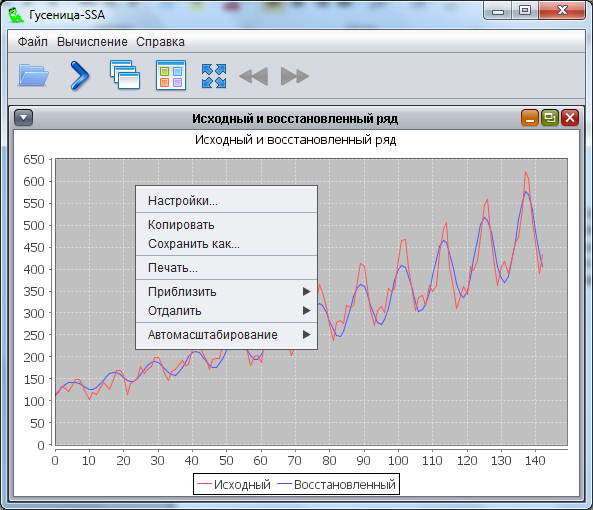 Гусеница-SSA
Файл Вычисление Справка
Исходный и восстановленный ряд
Исходный и восстановленный ряд
650
600
550
500
450
400
350
300
250
200
150
100
50
0
Настройки...
Копировать
Сохранить как...
Печать...
Приблизить
Отдалить
Автомасштабирование
0 10 20 30 40 50 60 70 80 90 100 110 120 130 140
Исходный Восстановленный